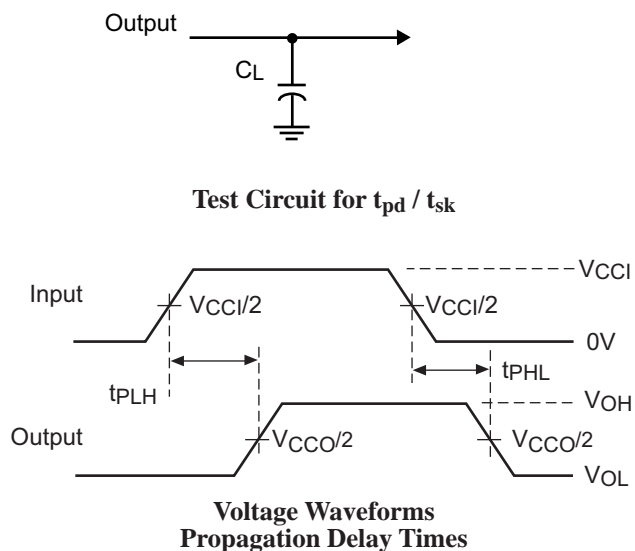 Output
CL
Test Circuit for tpd / tsk
VCCI
Input
VCCI/2
VCCI/2
0V
tPLH
tPHL
VOH
Output
VCCO/2
VCCO/2
VOL
Voltage Waveforms
Propagation Delay Times